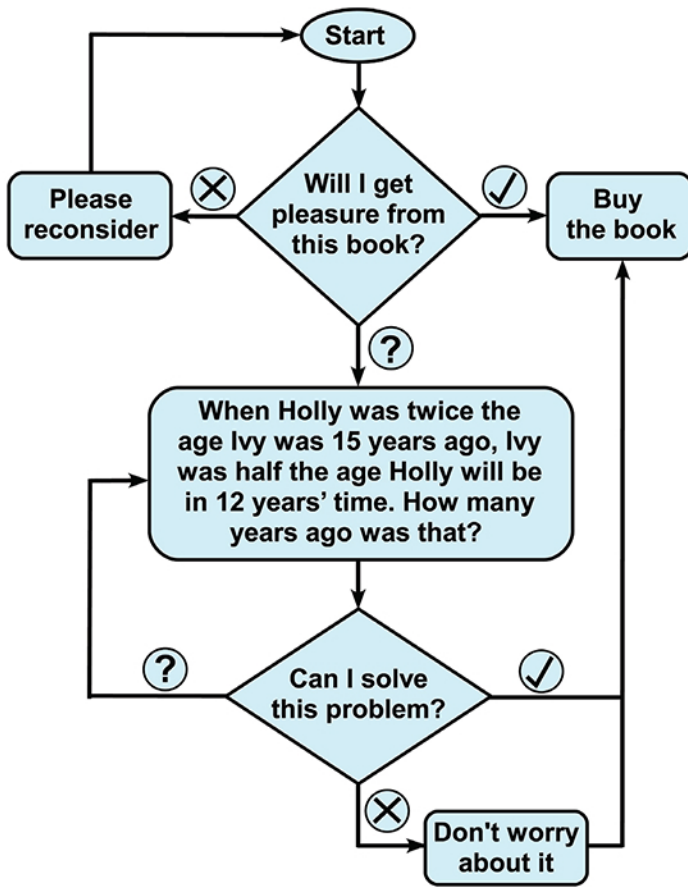 Start
Will I get
pleasure from
this book?
Please
reconsider
Buy
the book
?
When Holly was twice the
age Ivy was 15 years ago, Ivy
was half the age Holly will be
in 12 years’ time. How many
years ago was that?
?
Can I solve
this problem?
Don't worry
about it